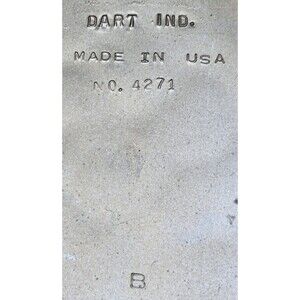 DART IND.
MADE IN USA
NO. 4271
B